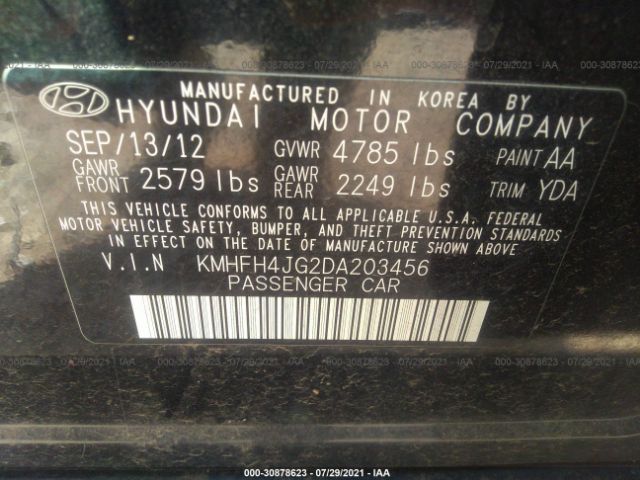 MANUFACTURED IN KOREA BY
HYUNDAI MOTOR COMPANY
SEP/13/12 GVWR 4785 lbs PAINT AA
GAWR FRONT 2579 lbs GAWR REAR 2249 lbs TRIM YDA
THIS VEHICLE CONFORMS TO ALL APPLICABLE U.S.A. FEDERAL
MOTOR VEHICLE SAFETY, BUMPER, AND THEFT PREVENTION STANDARDS
IN EFFECT ON THE DATE OF MANUFACTURE SHOWN ABOVE
V.I.N KMHFH4JG2DA203456
PASSENGER CAR
000-30878623 - 07/29/2021 - IAA